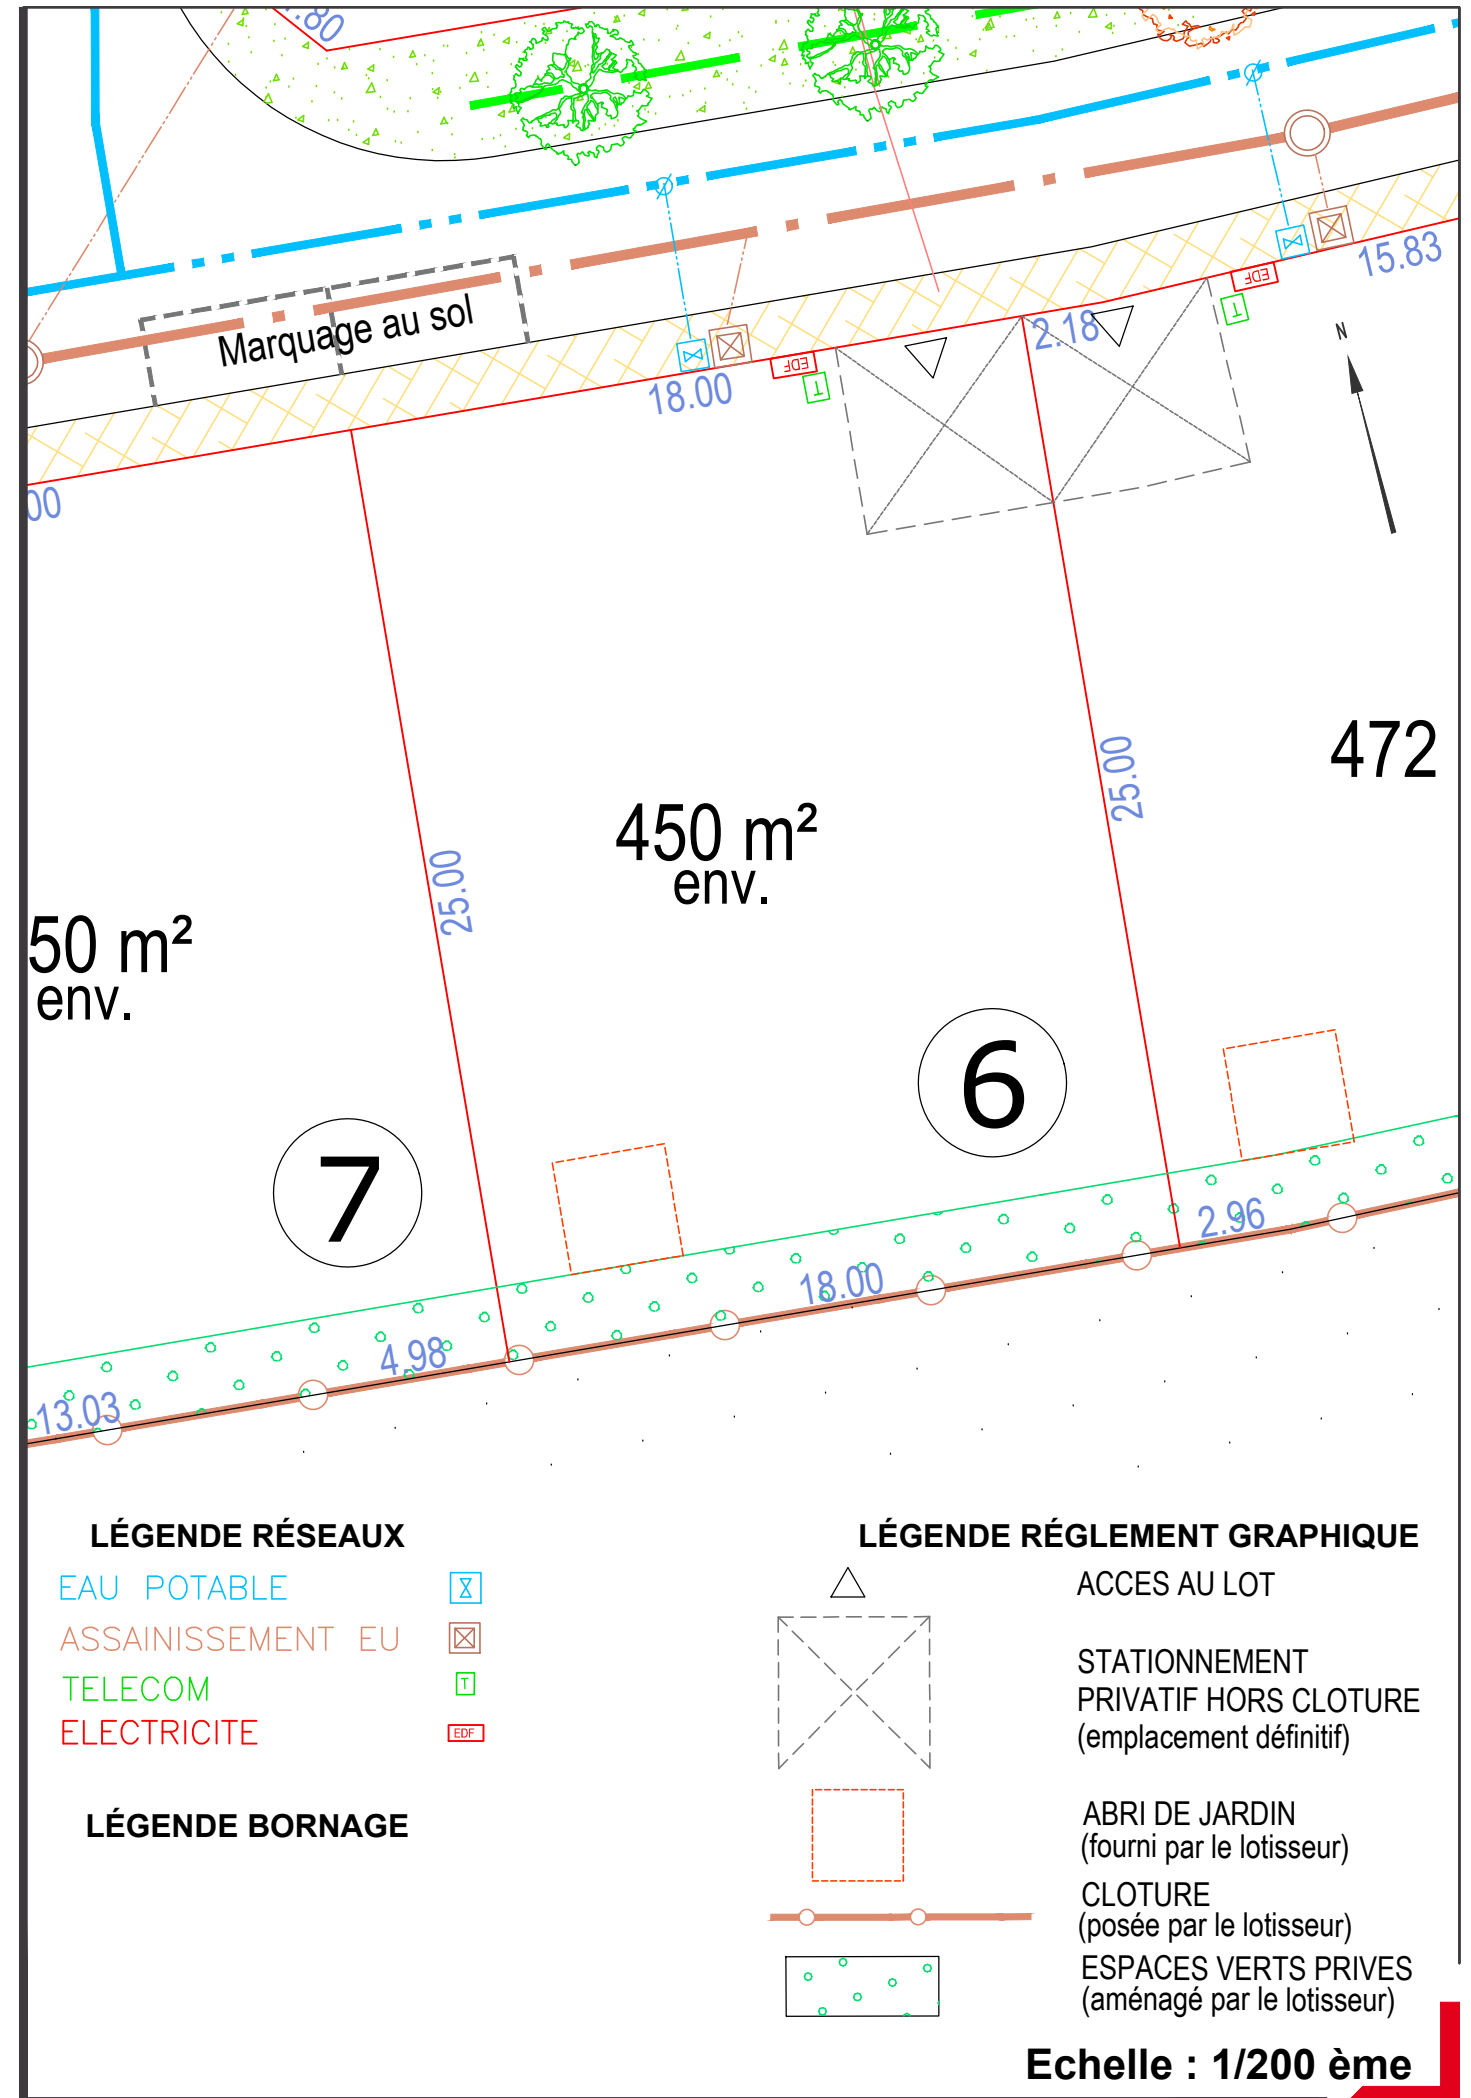 .80
Marquage au sol
15.83
2.18
N
EDF
T
18.00
EDF
T
00
472
25.00
450 m²
env.
25.00
50 m²
env.
6
7
2.96
18.00
4.98
13.03
LÉGENDE RÉSEAUX
EAU POTABLE
ASSAINISSEMENT EU
TELECOM
T
ELECTRICITE
EDF
LÉGENDE BORNAGE
LÉGENDE RÉGLEMENT GRAPHIQUE
ACCES AU LOT
STATIONNEMENT
PRIVATIF HORS CLOTURE
(emplacement définitif)
ABRI DE JARDIN
(fourni par le lotisseur)
CLOTURE
(posée par le lotisseur)
ESPACES VERTS PRIVES
(aménagé par le lotisseur)
Echelle : 1/200 ème